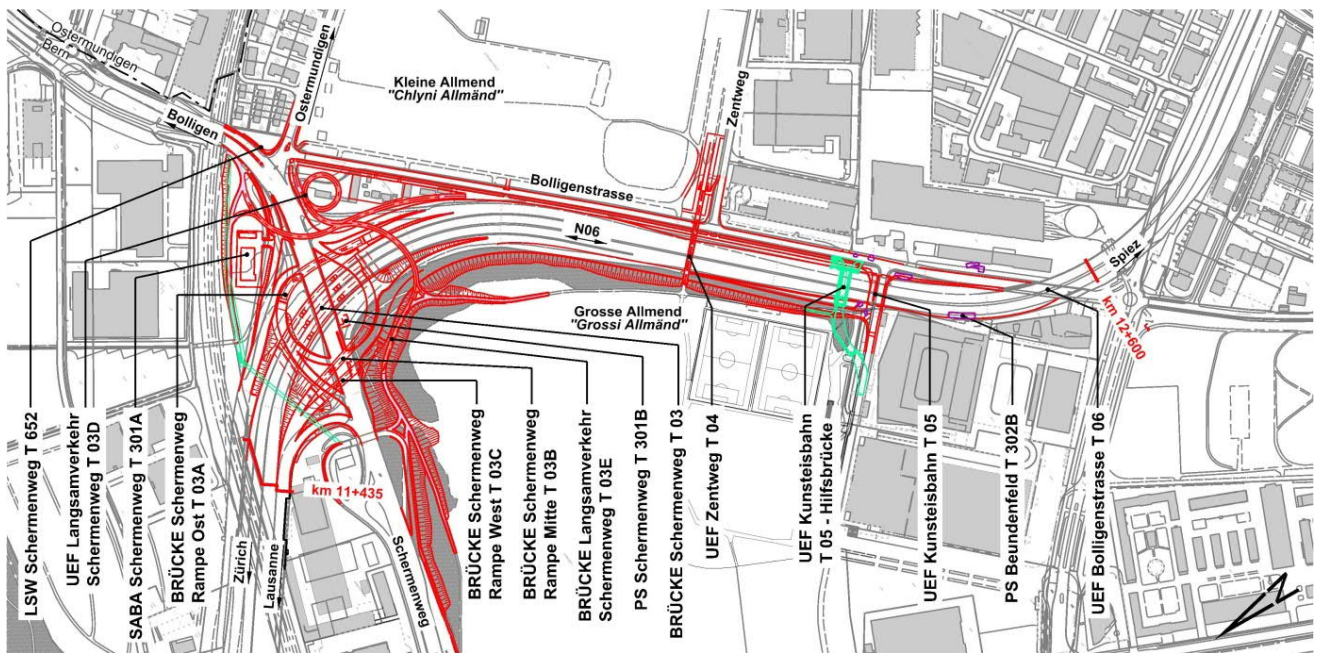 Ostermundigen
Bern
Bolligen
Ostermundigen
Kleine Allmend
"Chlyni Allmänd"
Zentweg
Bolligenstrasse
N06
Spiez
km 12+600
Grosse Allmend
"Grossi Allmänd"
km 11+435
Zürich
Lausanne
Schermenweg
LSW Schermenweg T 652
UEF Langsamverkehr
Schermenweg T 03D
SABA Schermenweg T 301A
BRÜCKE Schermenweg
Rampe Ost T 03A
BRÜCKE Schermenweg
Rampe West T 03C
BRÜCKE Schermenweg
Rampe Mitte T 03B
BRÜCKE Langsamverkehr
Schermenweg T 03E
PS Schermenweg T 301B
BRÜCKE Schermenweg T 03
UEF Zentweg T 04
UEF Kunsteisbahn
T 05 - Hilfsbrücke
UEF Kunsteisbahn T 05
PS Beundenfeld T 302B
UEF Bolligenstrasse T 06